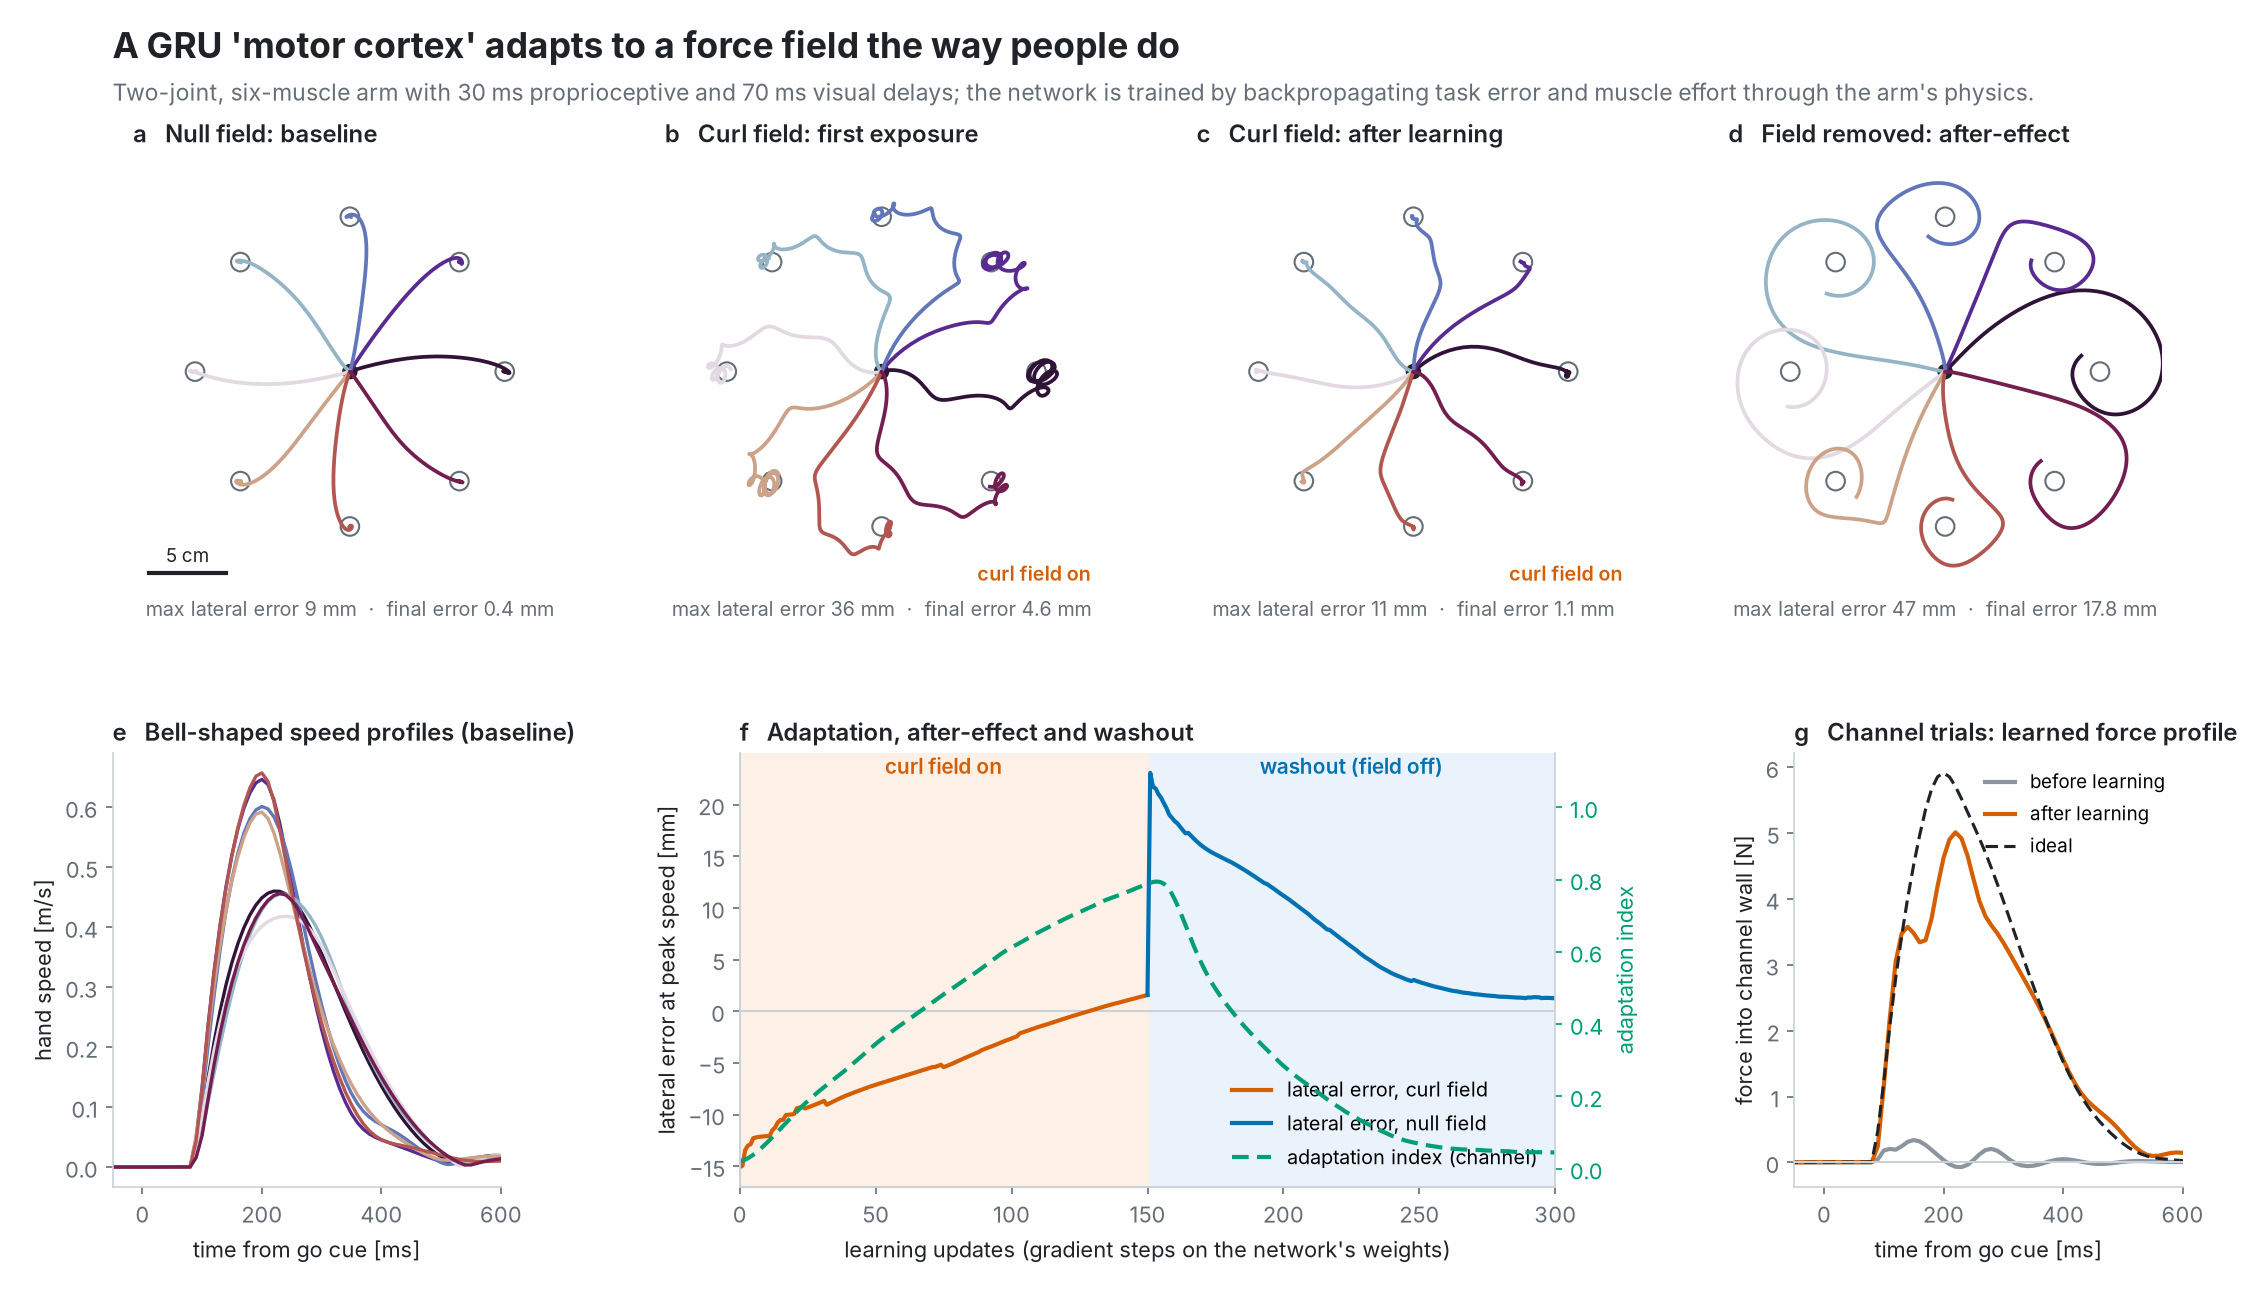 A GRU 'motor cortex' adapts to a force field the way people do
Two-joint, six-muscle arm with 30 ms proprioceptive and 70 ms visual delays; the network is trained by backpropagating task error and muscle effort through the arm's physics.
a Null field: baseline
b Curl field: first exposure
c Curl field: after learning
d Field removed: after-effect
5 cm
curl field on
curl field on
max lateral error 9 mm · final error 0.4 mm
max lateral error 36 mm · final error 4.6 mm
max lateral error 11 mm · final error 1.1 mm
max lateral error 47 mm · final error 17.8 mm
e Bell-shaped speed profiles (baseline)
hand speed [m/s]
0.6
0.5
0.4
0.3
0.2
0.1
0.0
0 200 400 600
time from go cue [ms]
f Adaptation, after-effect and washout
curl field on
washout (field off)
lateral error at peak speed [mm]
20
15
10
5
0
−5
−10
−15
1.0
0.8
0.6
0.4
0.2
0.0
adaptation index
lateral error, curl field
lateral error, null field
adaptation index (channel)
0 50 100 150 200 250 300
learning updates (gradient steps on the network's weights)
g Channel trials: learned force profile
force into channel wall [N]
6
5
4
3
2
1
0
before learning
after learning
ideal
0 200 400 600
time from go cue [ms]